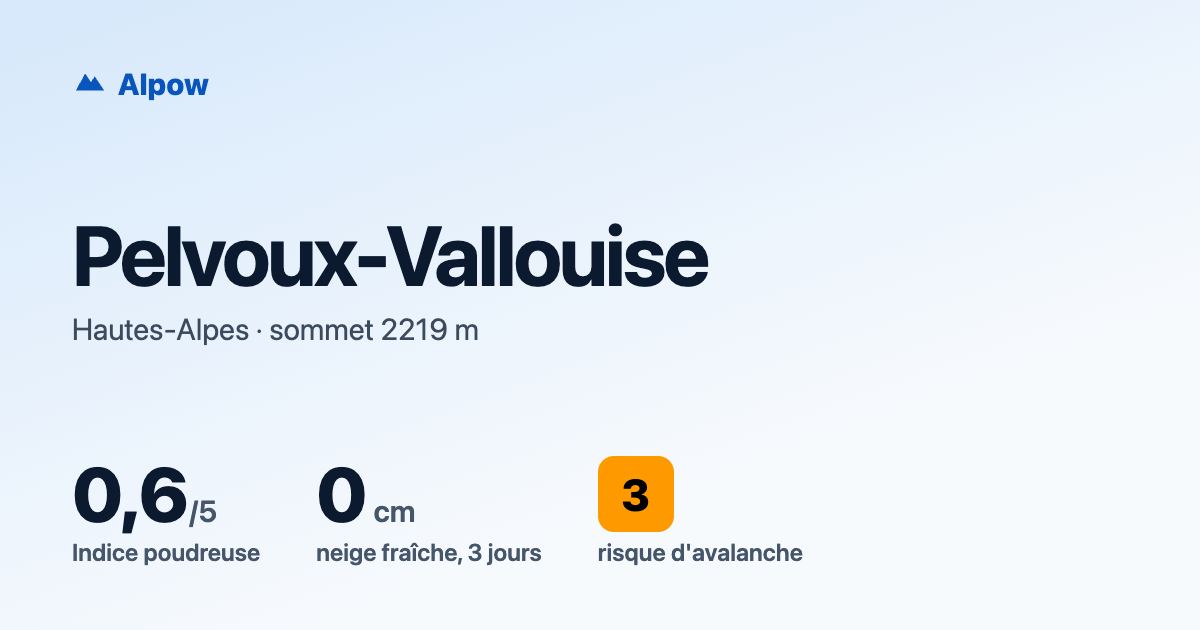 Alpow
Pelvoux-Vallouise
Hautes-Alpes · sommet 2219 m
0,6/5
Indice poudreuse
0 cm
neige fraîche, 3 jours
3
risque d'avalanche